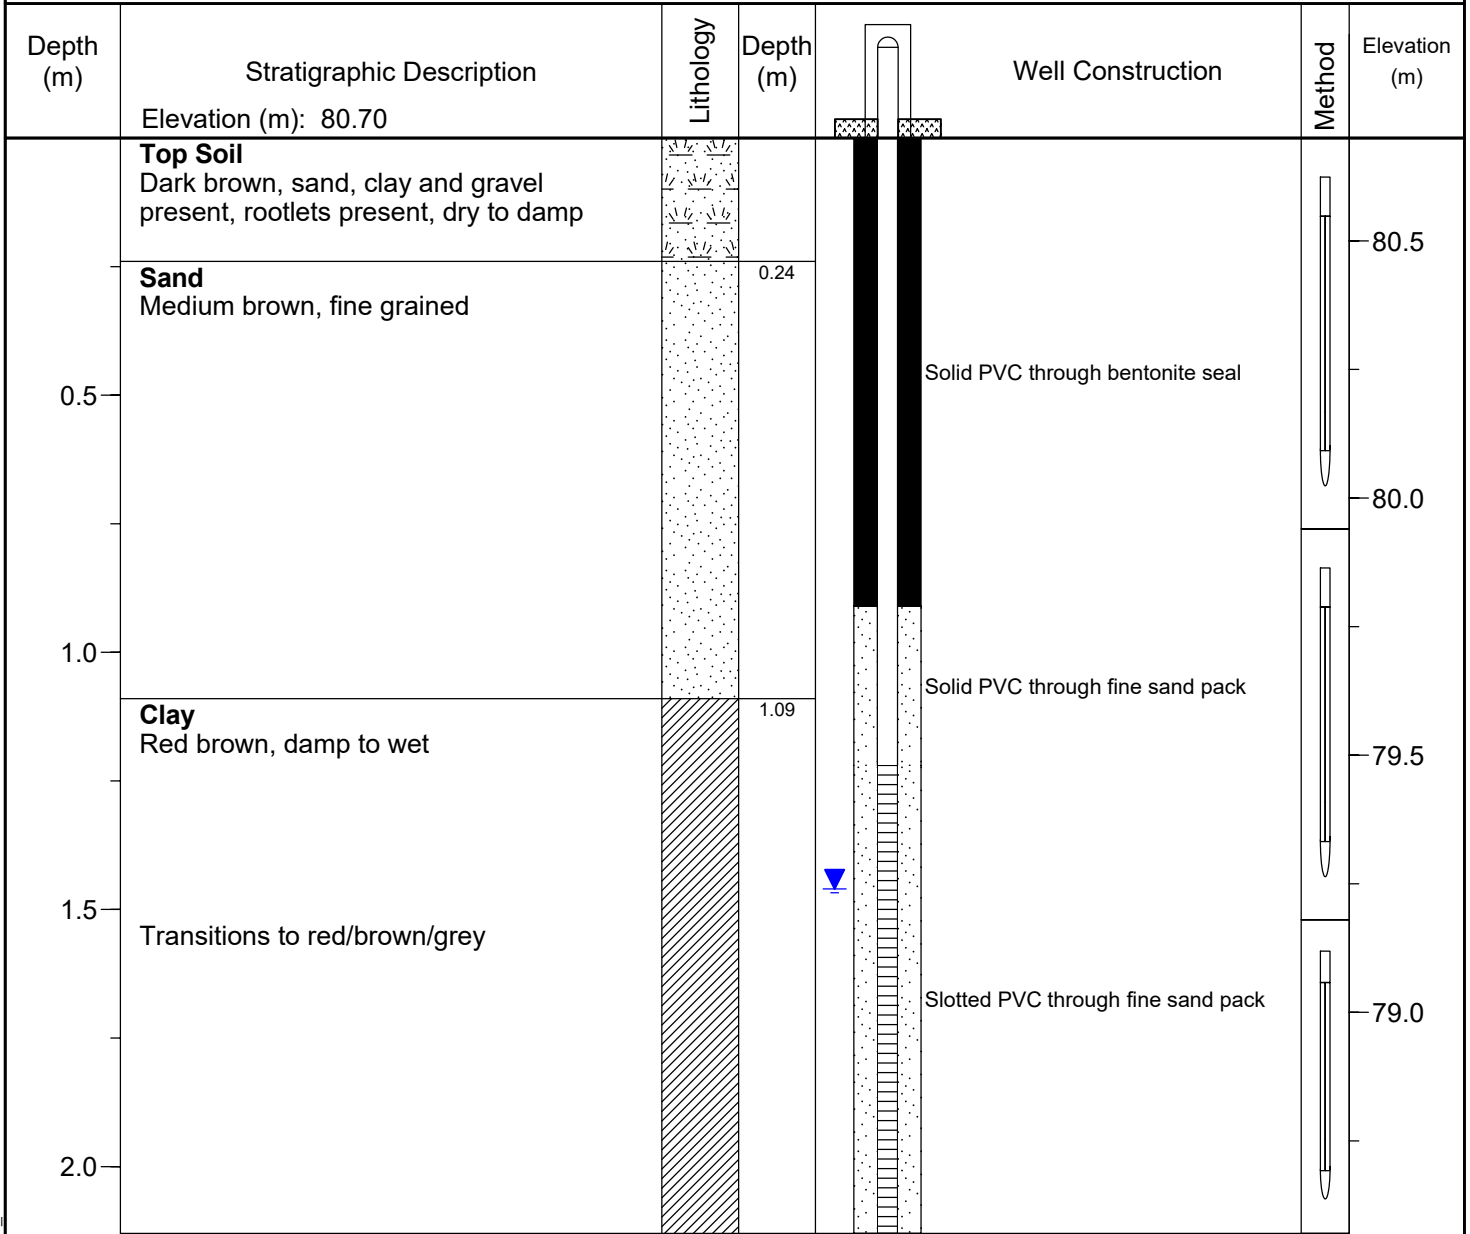 Depth
(m)
Stratigraphic Description
Elevation (m): 80.70
Lithology
Depth
(m)
Well Construction
Method
Elevation
(m)
Top Soil
Dark brown, sand, clay and gravel
present, rootlets present, dry to damp
80.5
Sand
0.24
Medium brown, fine grained
Solid PVC through bentonite seal
0.5
80.0
1.0
Solid PVC through fine sand pack
Clay
1.09
Red brown, damp to wet
79.5
1.5
Transitions to red/brown/grey
Slotted PVC through fine sand pack
79.0
2.0